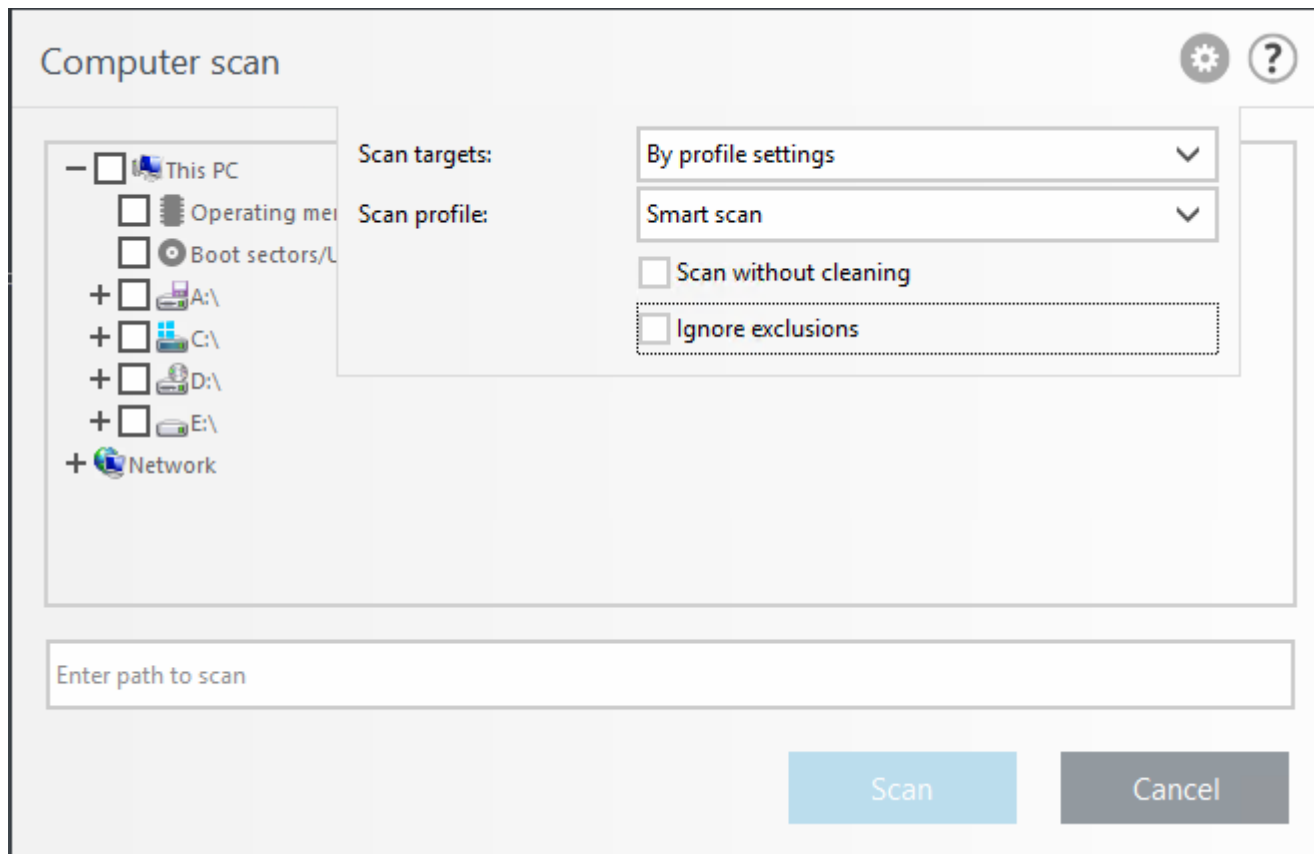 Computer scan
?
Scan targets:
By profile settings
Scan profile:
Smart scan
Scan without cleaning
Ignore exclusions
This PC
Operating
Boot sectors/U
A:\
C:\
D:\
E:\
Network
Enter path to scan
Scan
Cancel